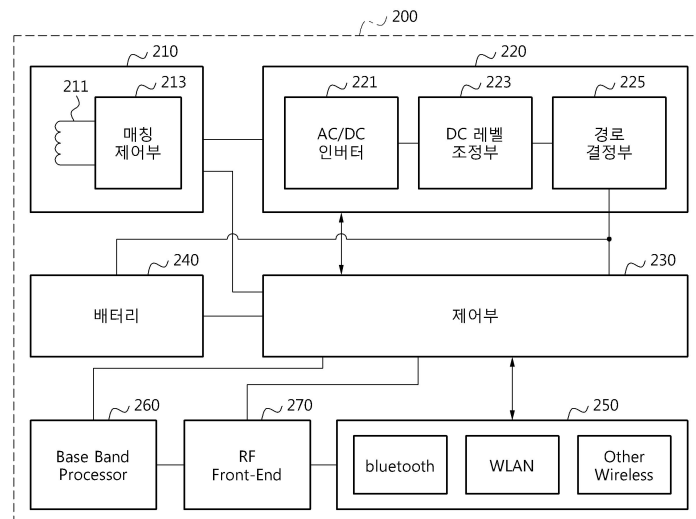 200
210
220
211
213
221
223
225
매칭
제어부
AC/DC
인버터
DC 레벨
조정부
경로
결정부
240
230
배터리
제어부
260
270
250
Base Band
Processor
RF
Front-End
bluetooth
WLAN
Other
Wireless